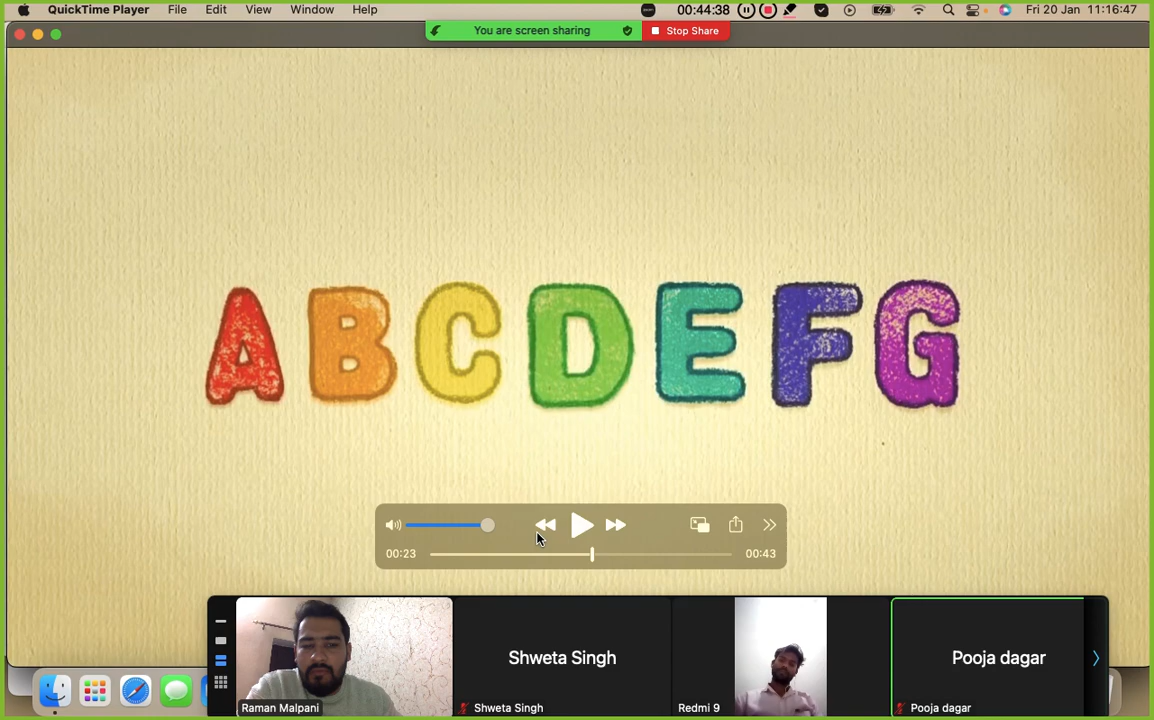 QuickTime Player File Edit View Window Help 00:44:38 Fri 20 Jan 11:16:47
You are screen sharing Stop Share
ABCDEFG
00:23 00:43
Shweta Singh Pooja dagar
Raman Malpani Shweta Singh Redmi 9 Pooja dagar